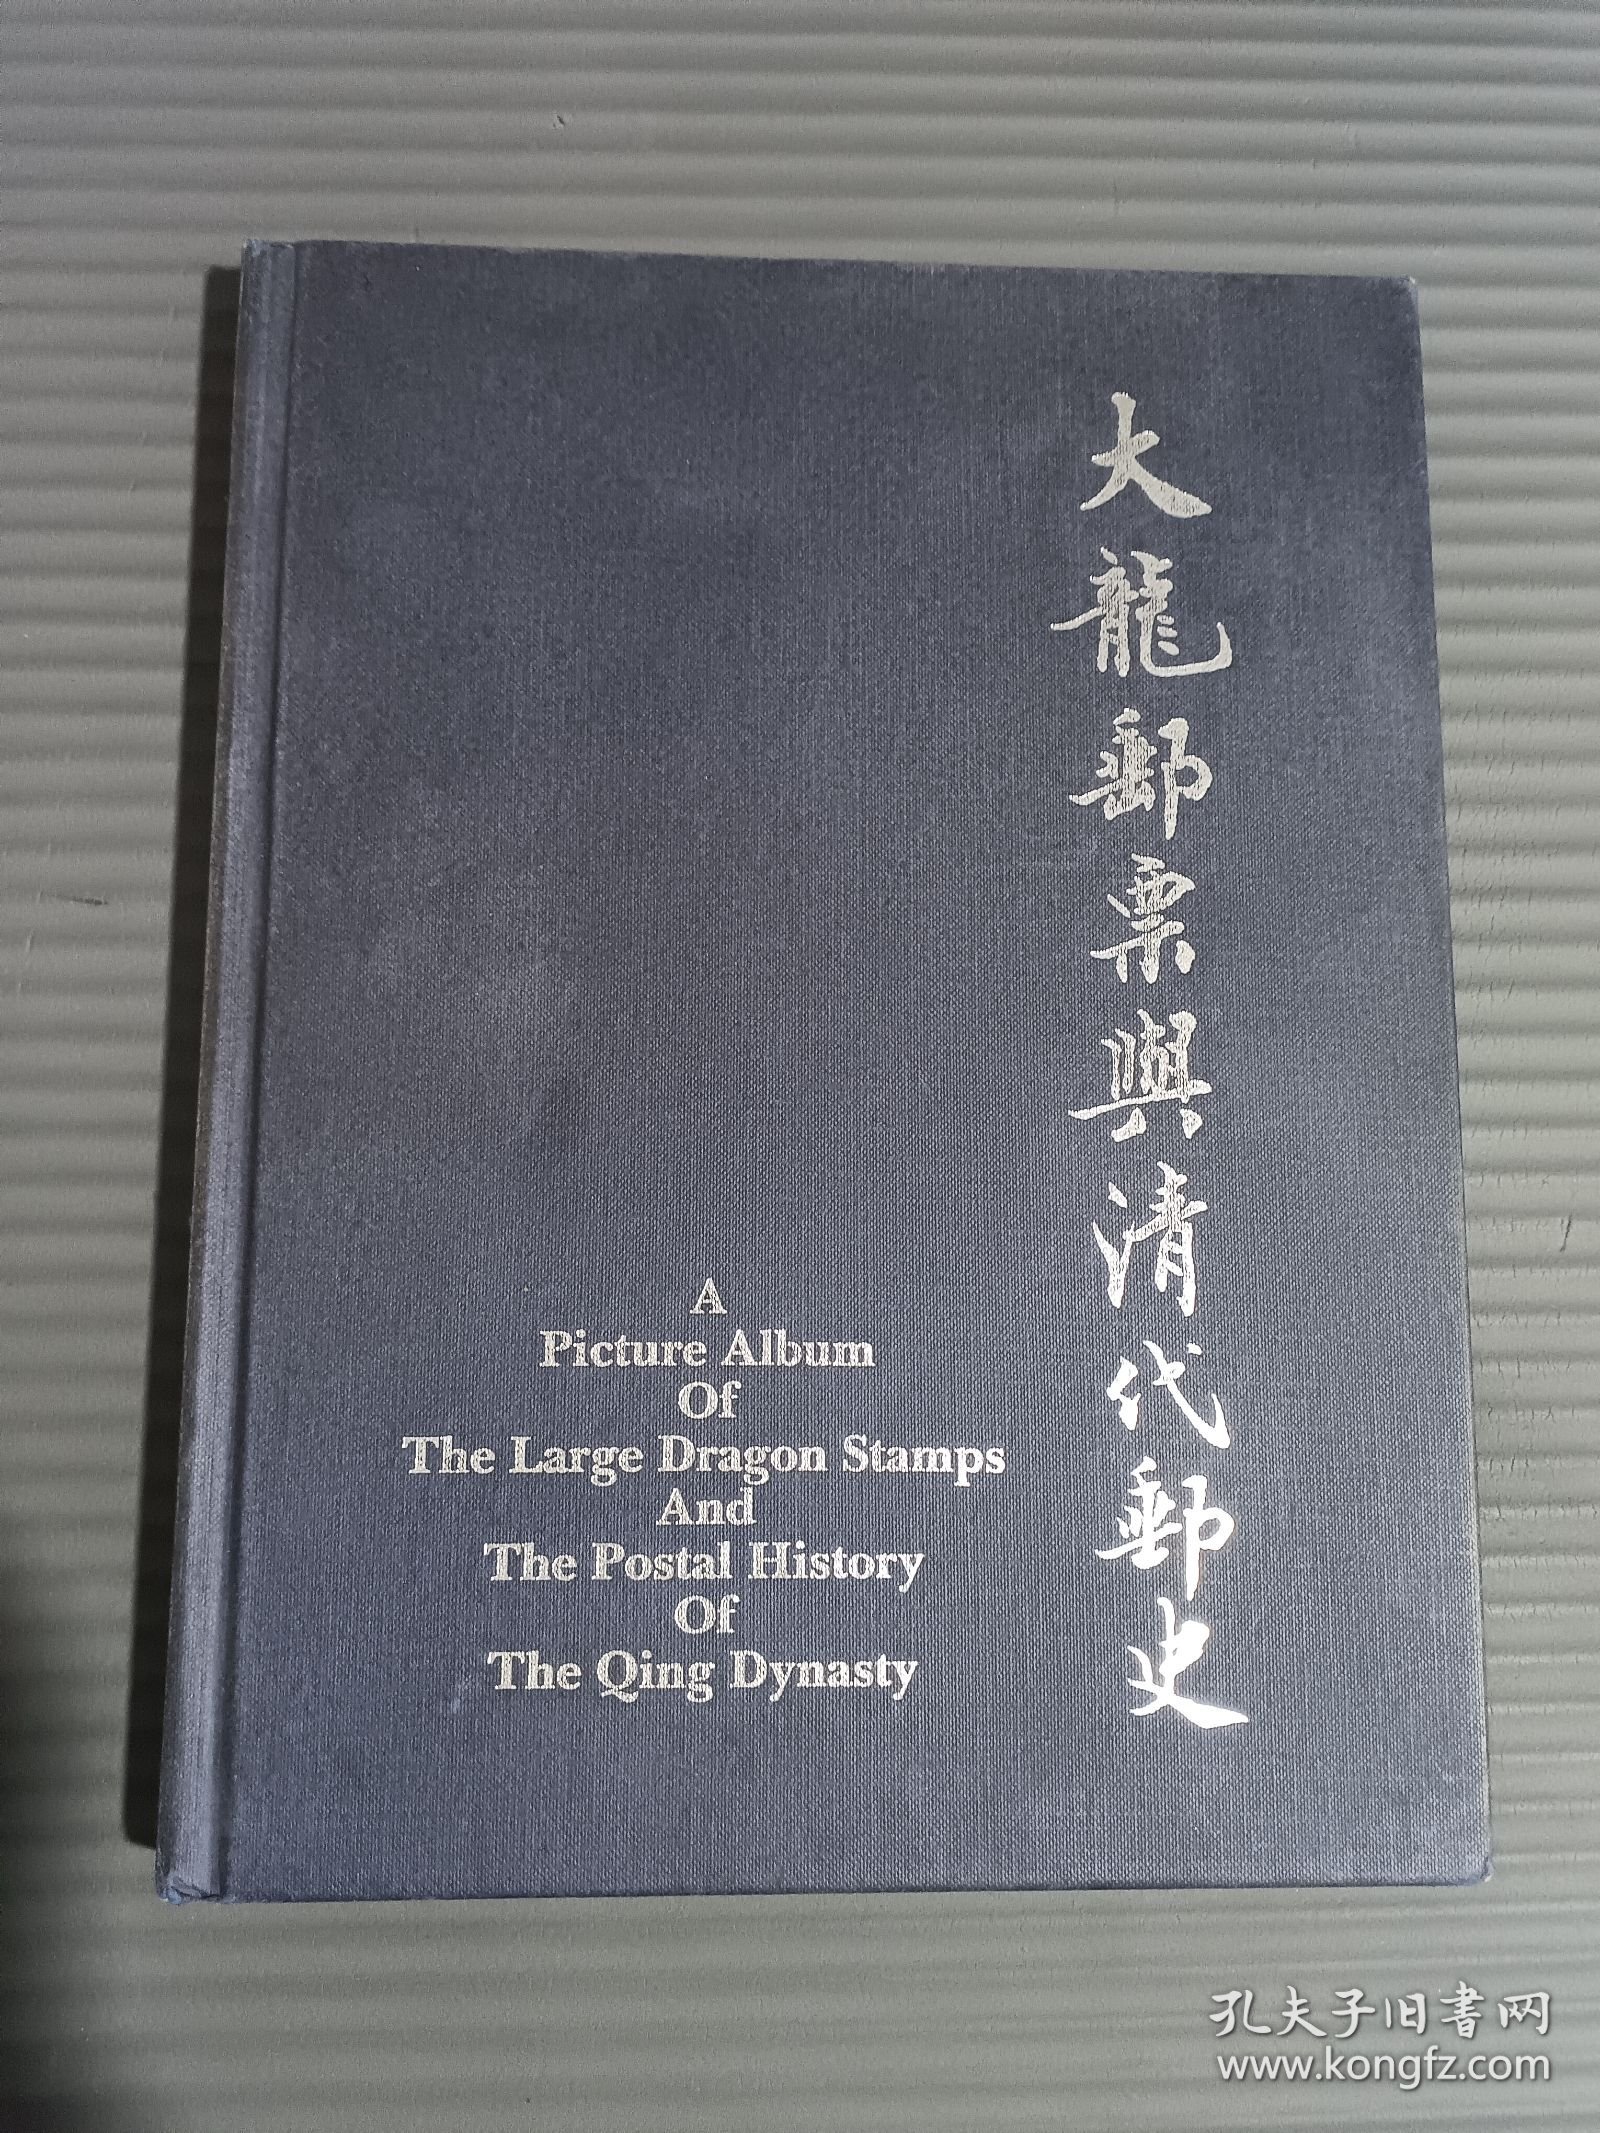 大龍郵票與清代郵史
A
Picture Album
Of
The Large Dragon Stamps
And
The Postal History
Of
The Qing Dynasty
孔夫子旧書网
www.kongfz.com